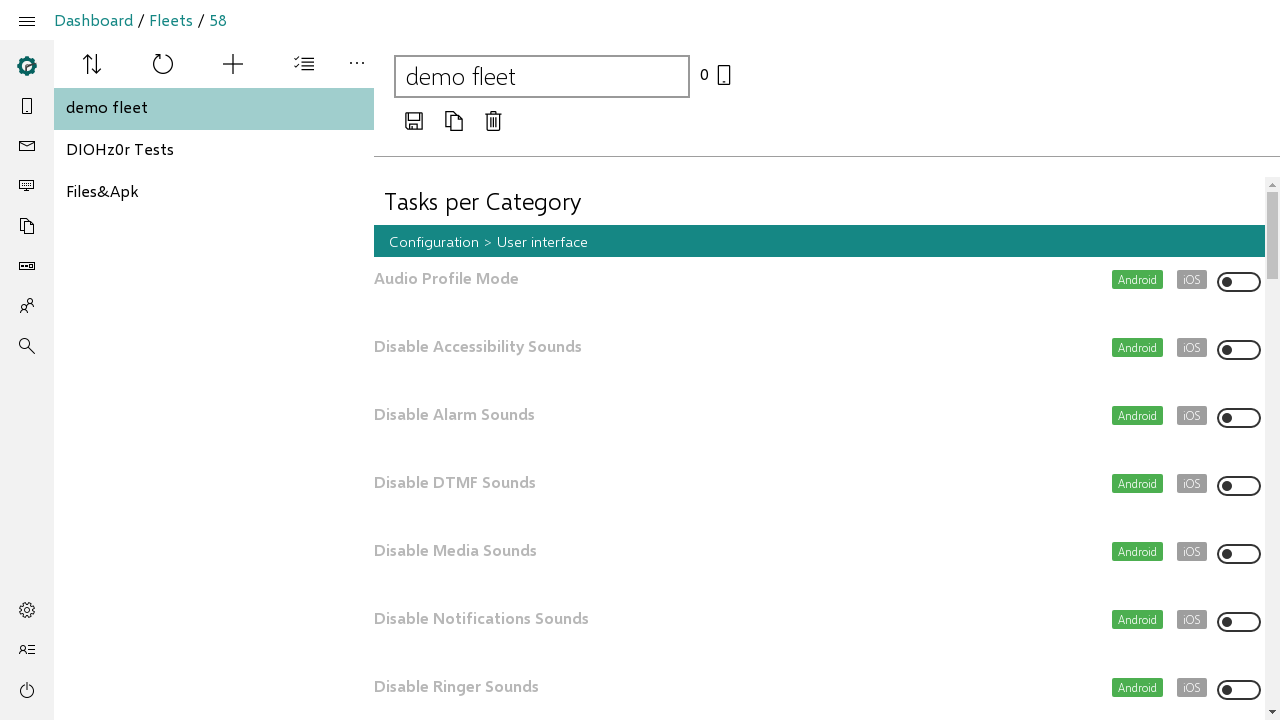 Dashboard / Fleets / 58
demo fleet
DIOHz0r Tests
Files&Apk
demo fleet 0
Tasks per Category
Configuration > User interface
Audio Profile Mode Android iOS
Disable Accessibility Sounds Android iOS
Disable Alarm Sounds Android iOS
Disable DTMF Sounds Android iOS
Disable Media Sounds Android iOS
Disable Notifications Sounds Android iOS
Disable Ringer Sounds Android iOS